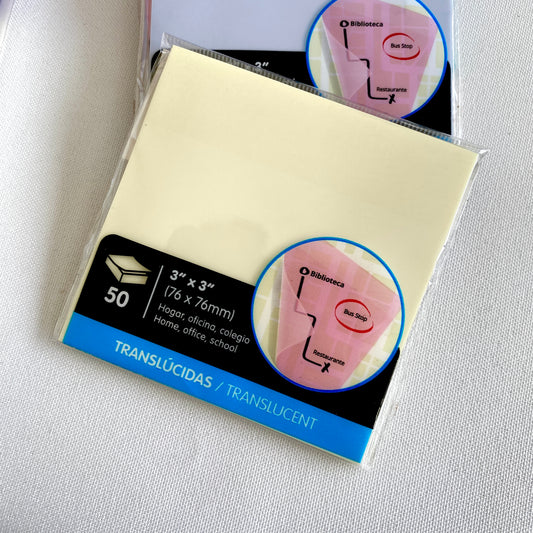 Biblioteca
Bus Stop
Restaurante
3"
3" x 3"
(76 x 76mm)
50
Hogar, oficina, colegio
Home, office, school
Biblioteca
Bus Stop
Restaurante
TRANSLÚCIDAS / TRANSLUCENT